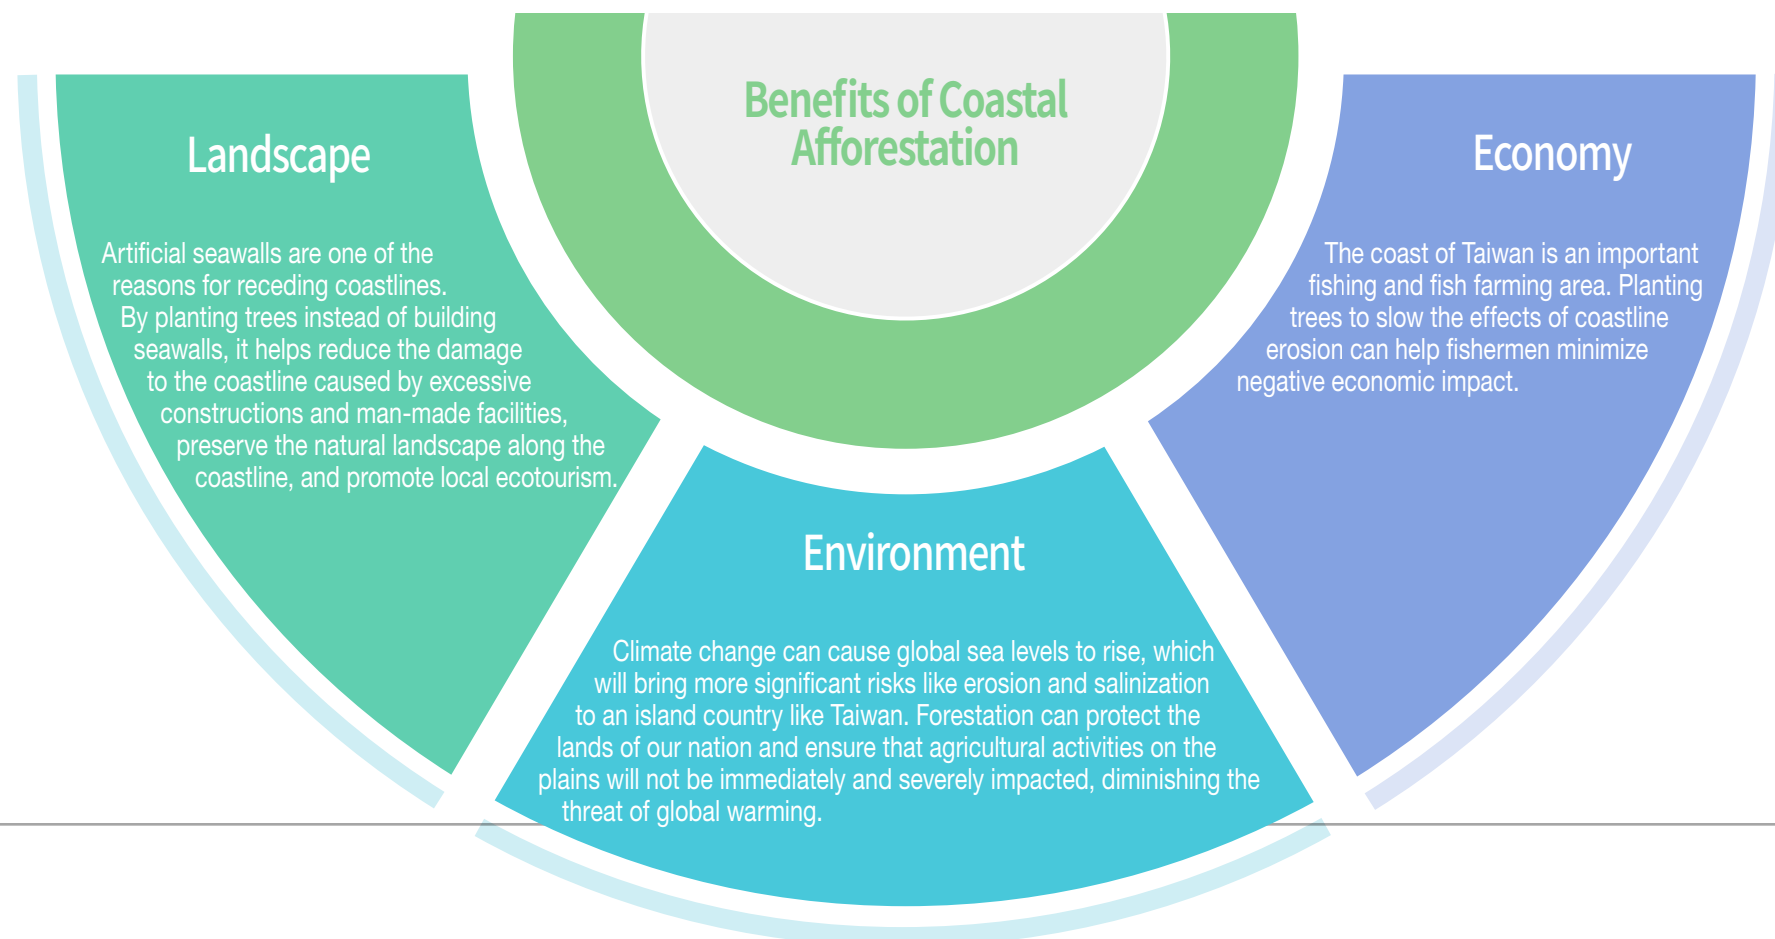 Benefits of Coastal
Afforestation
Landscape
Artificial seawalls are one of the
reasons for receding coastlines.
By planting trees instead of building
seawalls, it helps reduce the damage
to the coastline caused by excessive
constructions and man-made facilities,
preserve the natural landscape along the
coastline, and promote local ecotourism.
Environment
Climate change can cause global sea levels to rise, which
will bring more significant risks like erosion and salinization
to an island country like Taiwan. Forestation can protect the
lands of our nation and ensure that agricultural activities on the
plains will not be immediately and severely impacted, diminishing the
threat of global warming.
Economy
The coast of Taiwan is an important
fishing and fish farming area. Planting
trees to slow the effects of coastline
erosion can help fishermen minimize
negative economic impact.